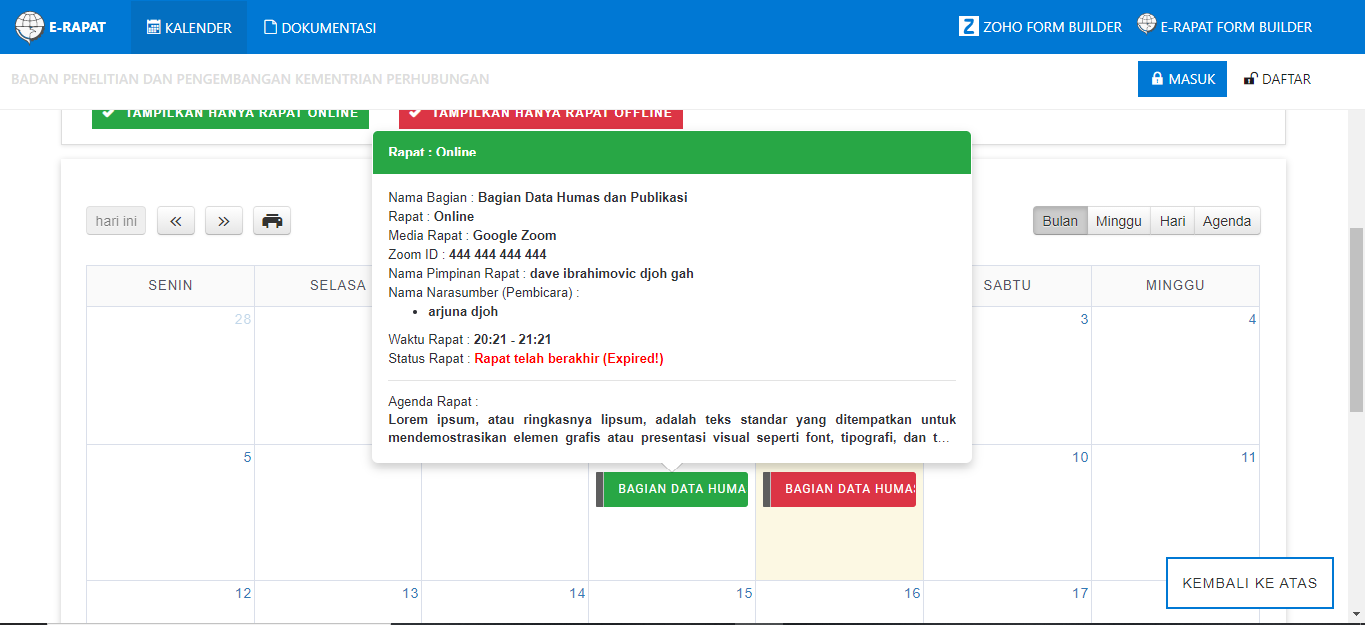 E-RAPAT KALENDER DOKUMENTASI Z ZOHO FORM BUILDER E-RAPAT FORM BUILDER
BADAN PENELITIAN DAN PENGEMBANGAN KEMENTRIAN PERHUBUNGAN MASUK DAFTAR
TAMPILKAN HANYA RAPAT ONLINE TAMPILKAN HANYA RAPAT OFFLINE
Rapat : Online
Nama Bagian : Bagian Data Humas dan Publikasi
Rapat : Online
Media Rapat : Google Zoom
Zoom ID : 444 444 444 444
Nama Pimpinan Rapat : dave ibrahimovic djoh gah
Nama Narasumber (Pembicara) :
• arjuna djoh
Waktu Rapat : 20:21 - 21:21
Status Rapat : Rapat telah berakhir (Expired!)
Agenda Rapat :
Lorem ipsum, atau ringkasnya lipsum, adalah teks standar yang ditempatkan untuk
mendemostrasikan elemen grafis atau presentasi visual seperti font, tipografi, dan t...
hari ini « » Bulan Minggu Hari Agenda
SENIN SELASA SABTU MINGGU
28 3 4
5 10 11
BAGIAN DATA HUMA BAGIAN DATA HUMAS
12 13 14 15 16 17
KEMBALI KE ATAS